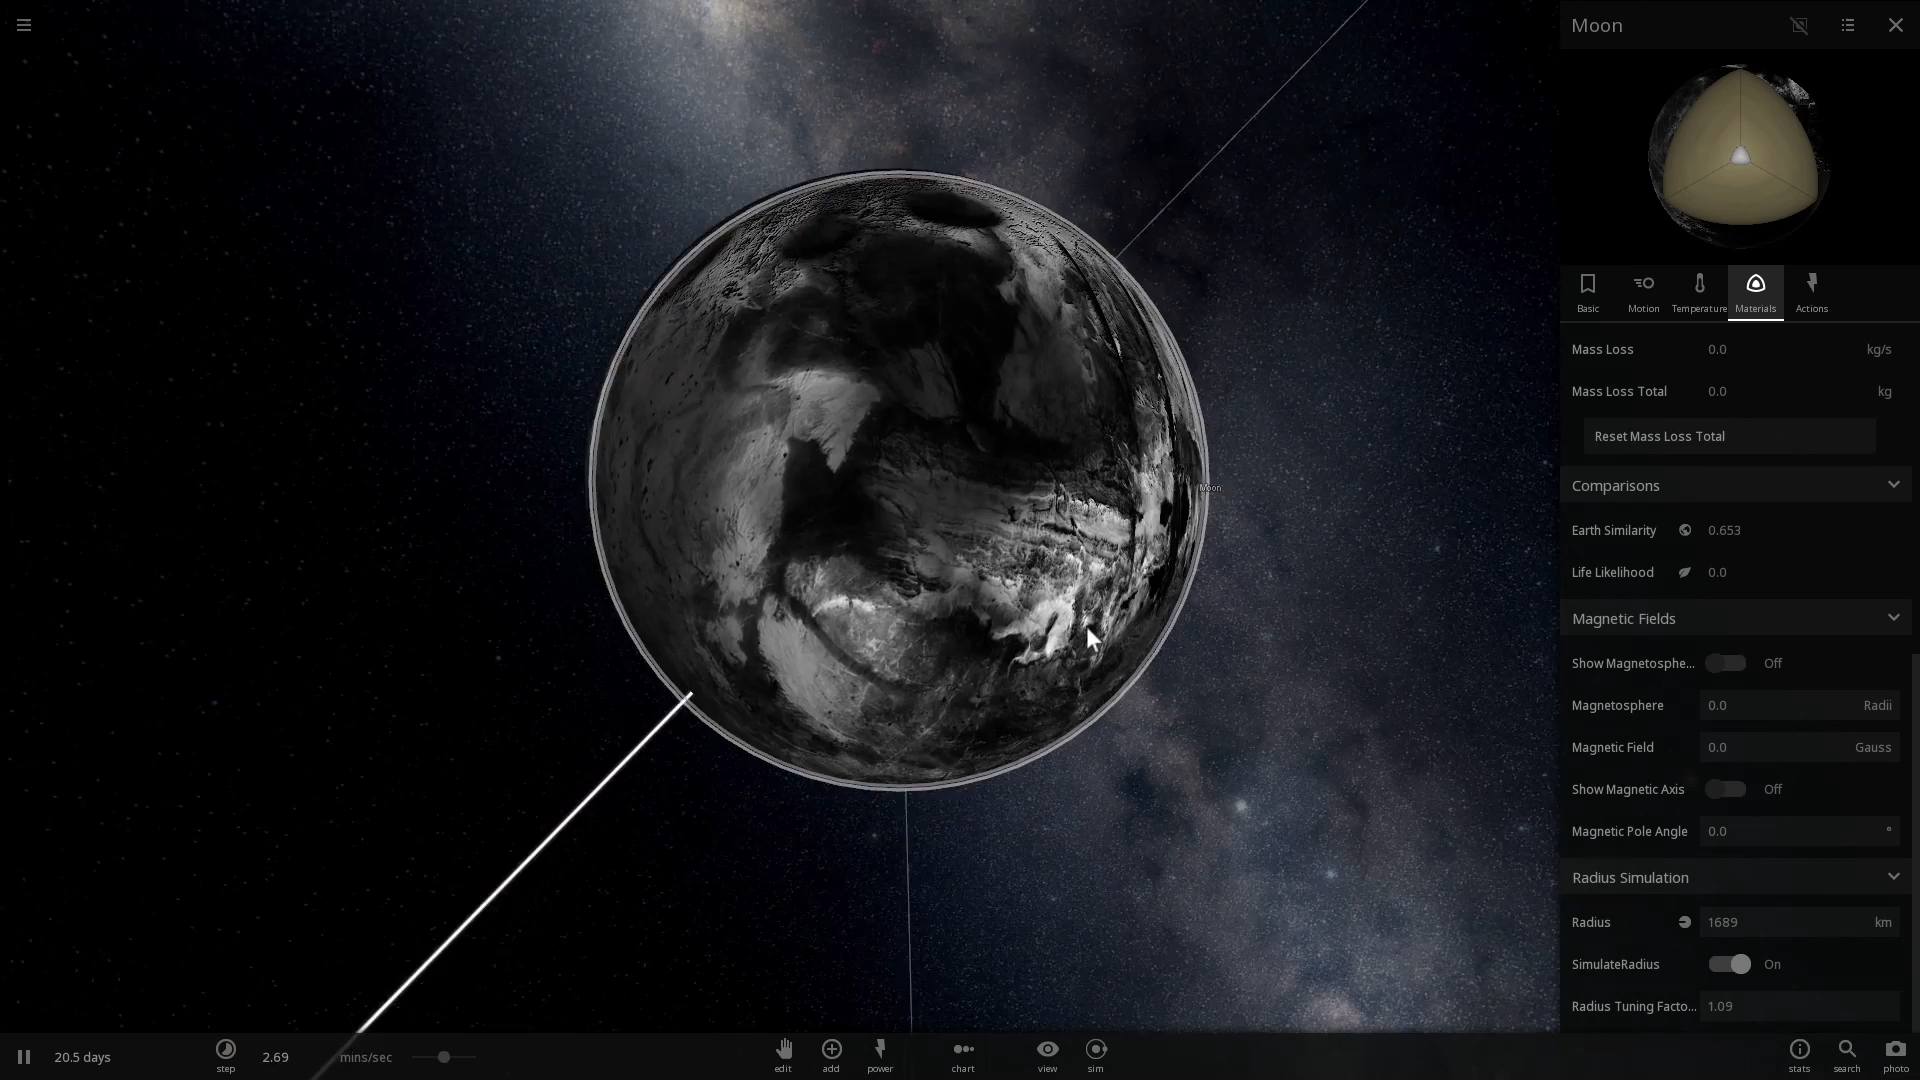 Moon
Basic
Motion
Temperature
Materials
Actions
Mass Loss 0.0 kg/s
Mass Loss Total 0.0 kg
Reset Mass Loss Total
Comparisons
Earth Similarity 0.653
Life Likelihood 0.0
Magnetic Fields
Show Magnetosphe... Off
Magnetosphere 0.0 Radii
Magnetic Field 0.0 Gauss
Show Magnetic Axis Off
Magnetic Pole Angle 0.0 °
Radius Simulation
Radius 1689 km
SimulateRadius On
Radius Tuning Facto... 1.09
Moon
20.5 days
step
2.69 mins/sec
edit
add
power
chart
view
sim
stats
search
photo